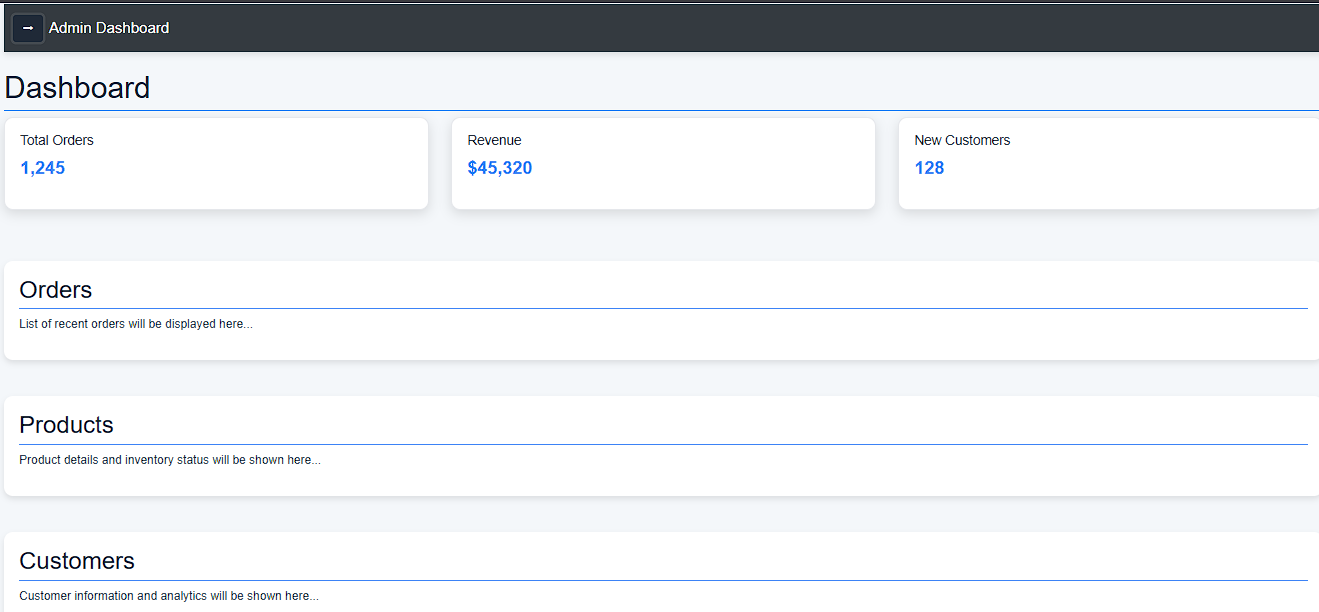 → Admin Dashboard
Dashboard
Total Orders
1,245
Revenue
$45,320
New Customers
128
Orders
List of recent orders will be displayed here...
Products
Product details and inventory status will be shown here...
Customers
Customer information and analytics will be shown here...